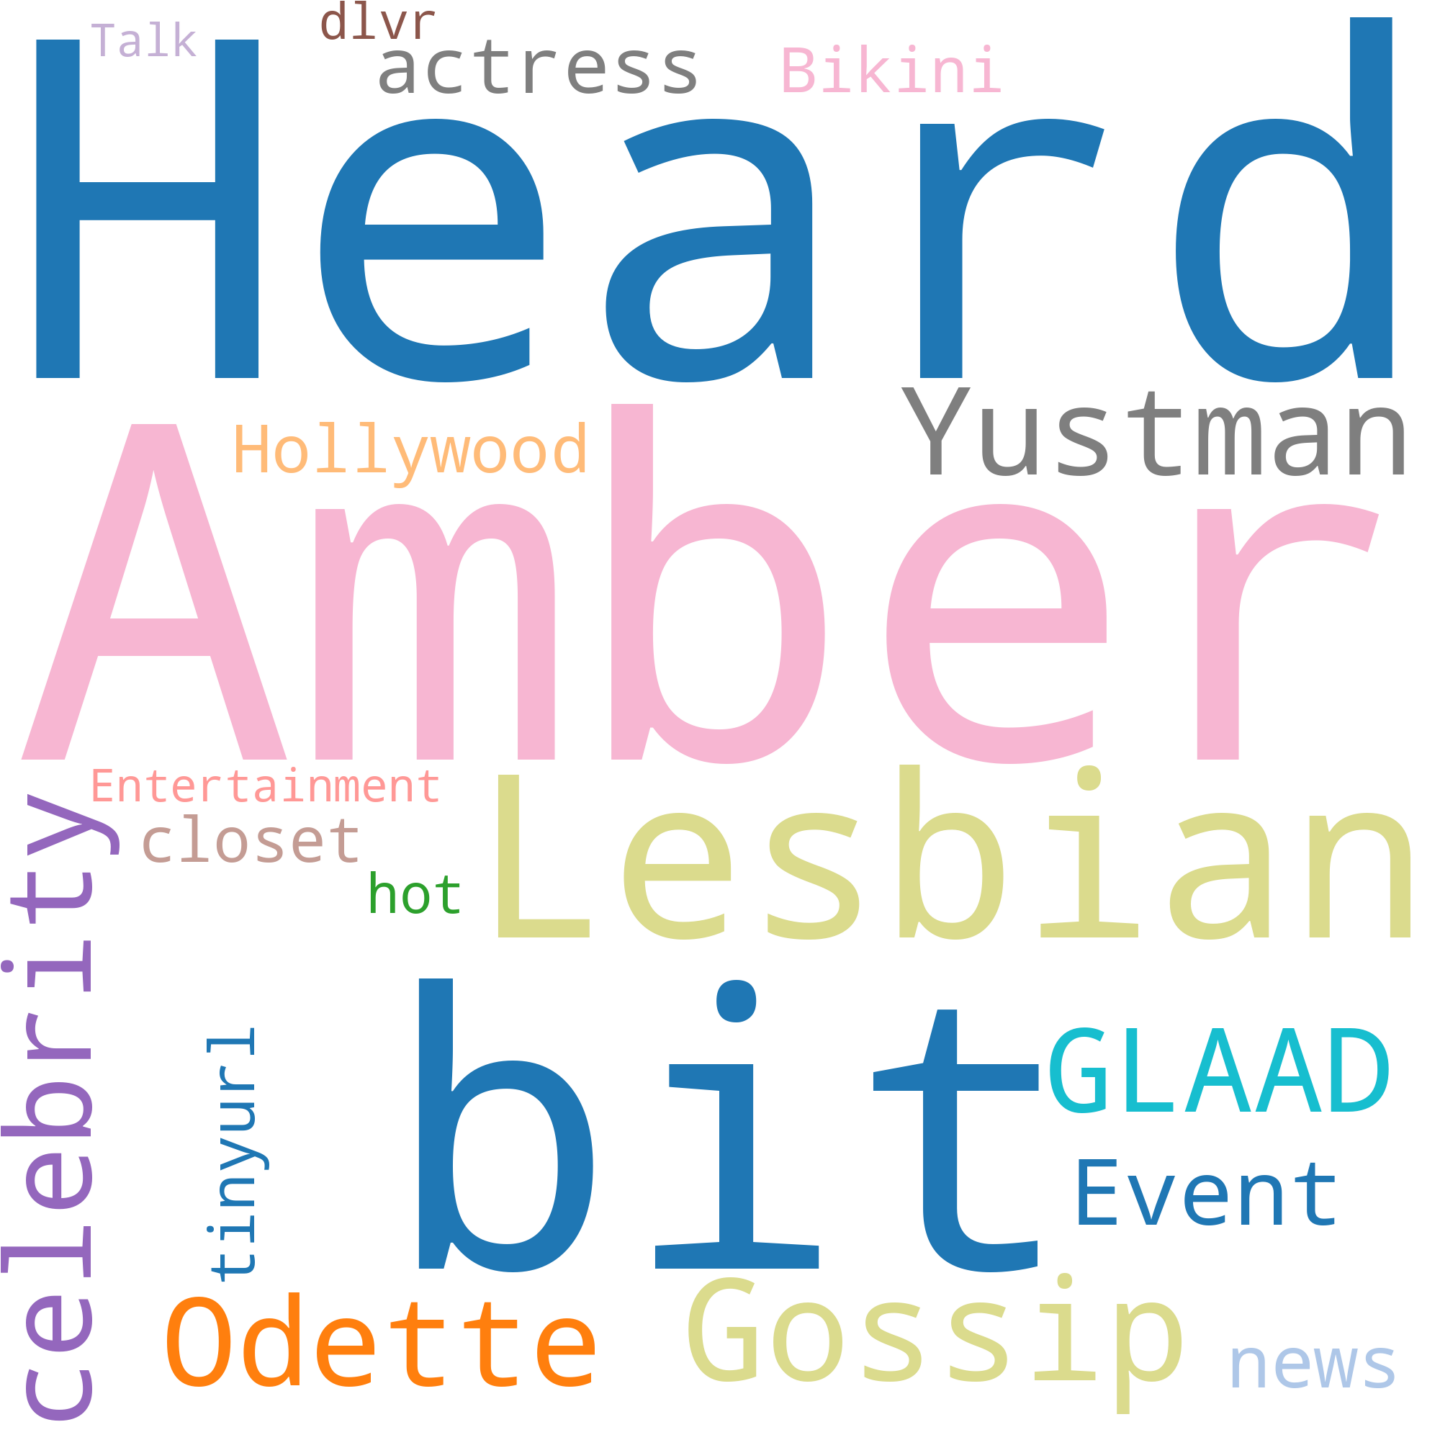 Talk
dlvr
actress
Bikini
Heard
Hollywood
Yustman
Amber
Entertainment
closet
hot
Lesbian
celebrity
tinyurl
bit
GLAAD
Event
Odette
Gossip
news